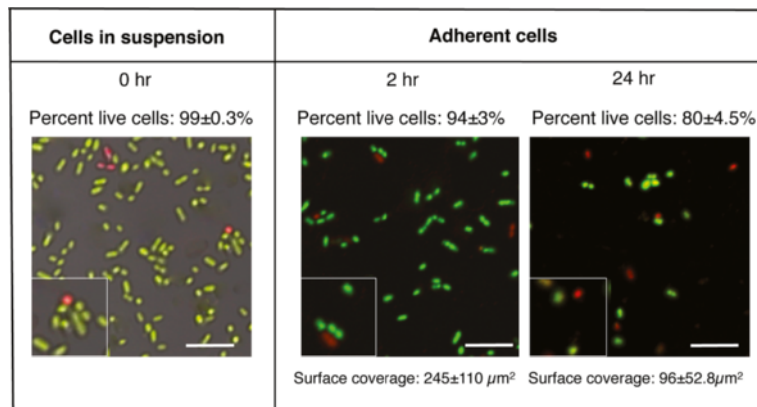 Cells in suspension
Adherent cells
0 hr
2 hr
24 hr
Percent live cells: 99±0.3%
Percent live cells: 94±3%
Percent live cells: 80±4.5%
Surface coverage: 245±110 µm²
Surface coverage: 96±52.8µm²